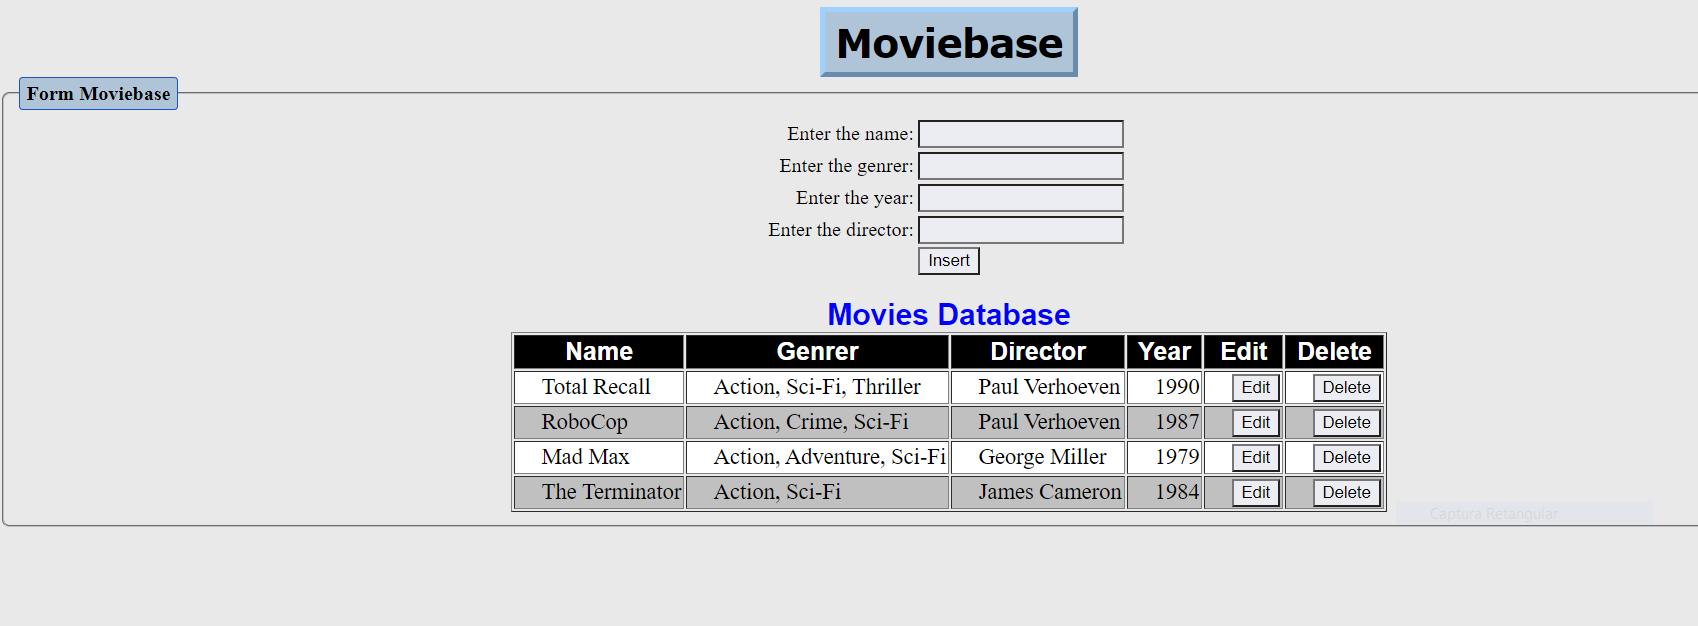 Moviebase
Form Moviebase
Enter the name:
Enter the genrer:
Enter the year:
Enter the director:
Insert
Movies Database
Name Genrer Director Year Edit Delete
Total Recall Action, Sci-Fi, Thriller Paul Verhoeven 1990 Edit Delete
RoboCop Action, Crime, Sci-Fi Paul Verhoeven 1987 Edit Delete
Mad Max Action, Adventure, Sci-Fi George Miller 1979 Edit Delete
The Terminator Action, Sci-Fi James Cameron 1984 Edit Delete
Captura Retangular